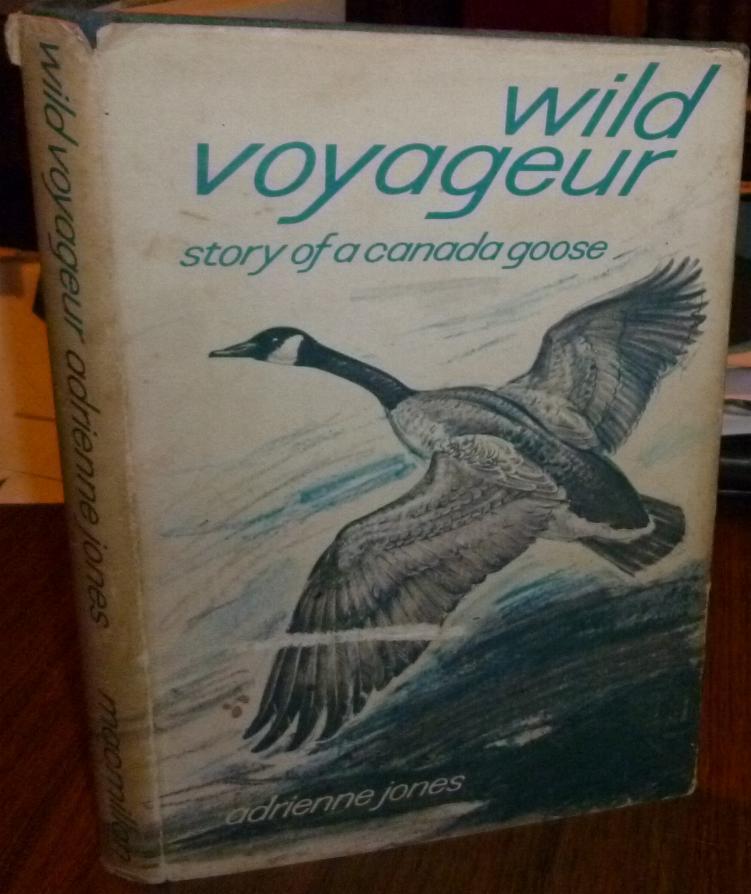 wild
voyageur
story of a canada goose
adrienne jones
wild voyageur adrienne jones macmillan